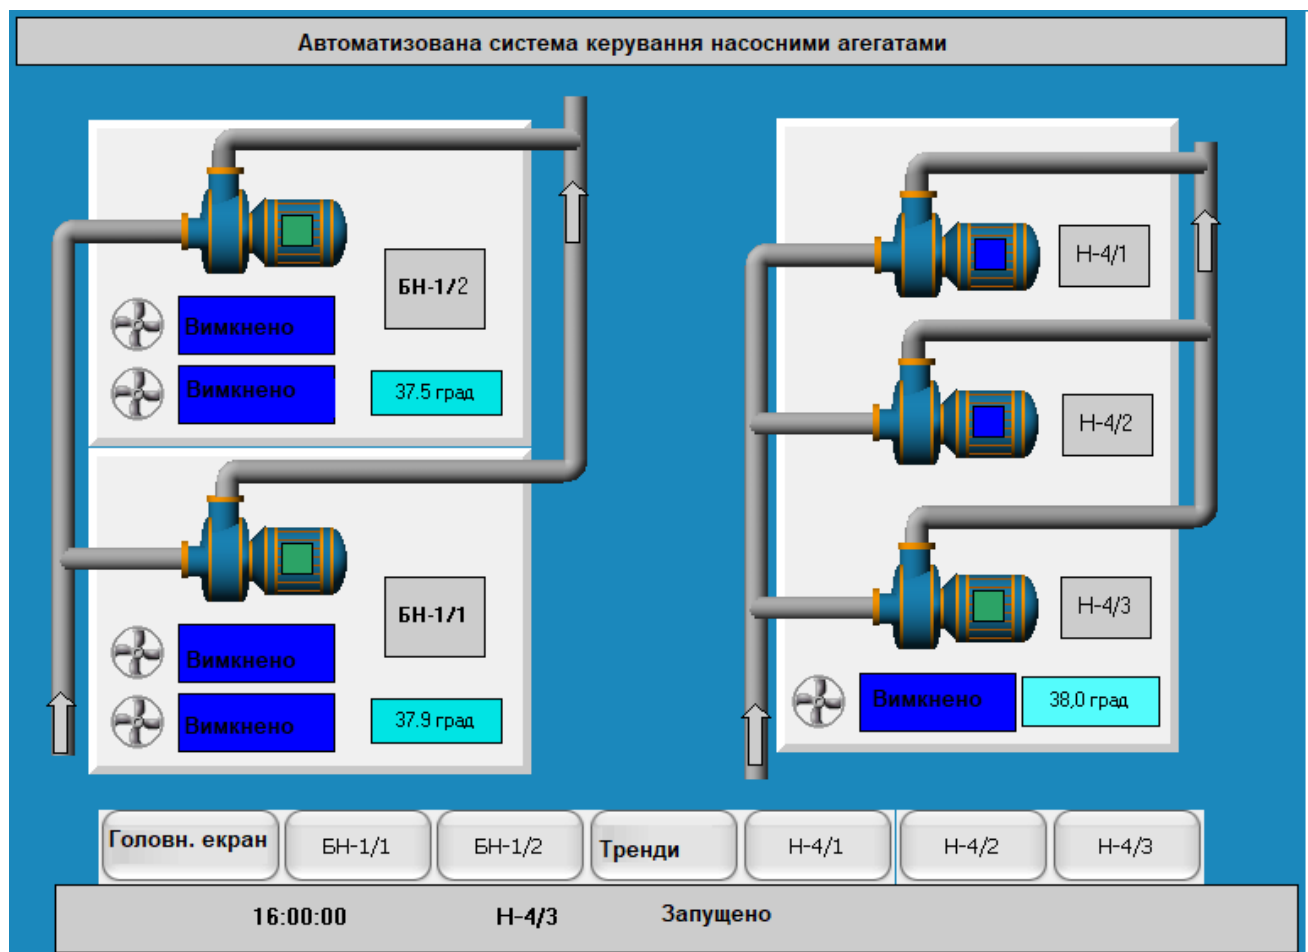 Автоматизована система керування насосними агегатами
БН-1/2
Вимкнено
Вимкнено
37.5 град
БН-1/1
Вимкнено
Вимкнено
37.9 град
Н-4/1
Н-4/2
Н-4/3
Вимкнено
38,0 град
Головн. екран
БН-1/1
БН-1/2
Тренди
Н-4/1
Н-4/2
Н-4/3
16:00:00 Н-4/3 Запущено